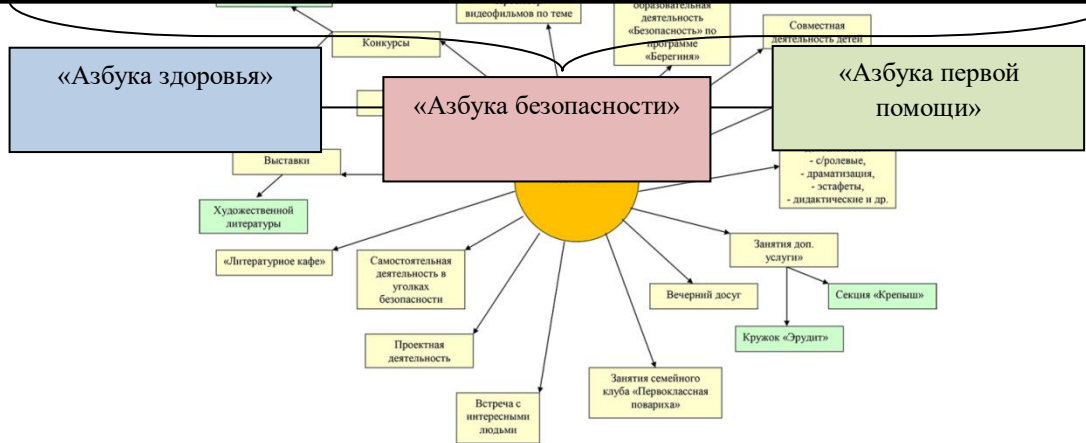 видеофильмов по теме
образовательная
деятельность
«Безопасность» по
программе
«Берегиня»
Совместная
деятельность детей
Конкурсы
«Азбука здоровья»
«Азбука безопасности»
«Азбука первой
помощи»
Выставки
- с/ролевые,
- драматизация,
- эстафеты,
- дидактические и др.
Художественной
литературы
«Литературное кафе»
Самостоятельная
деятельность в
уголках
безопасности
Занятия доп.
услуги»
Вечерний досуг
Секция «Крепыш»
Кружок «Эрудит»
Проектная
деятельность
Занятия семейного
клуба «Первоклассная
повариха»
Встреча с
интересными
людьми